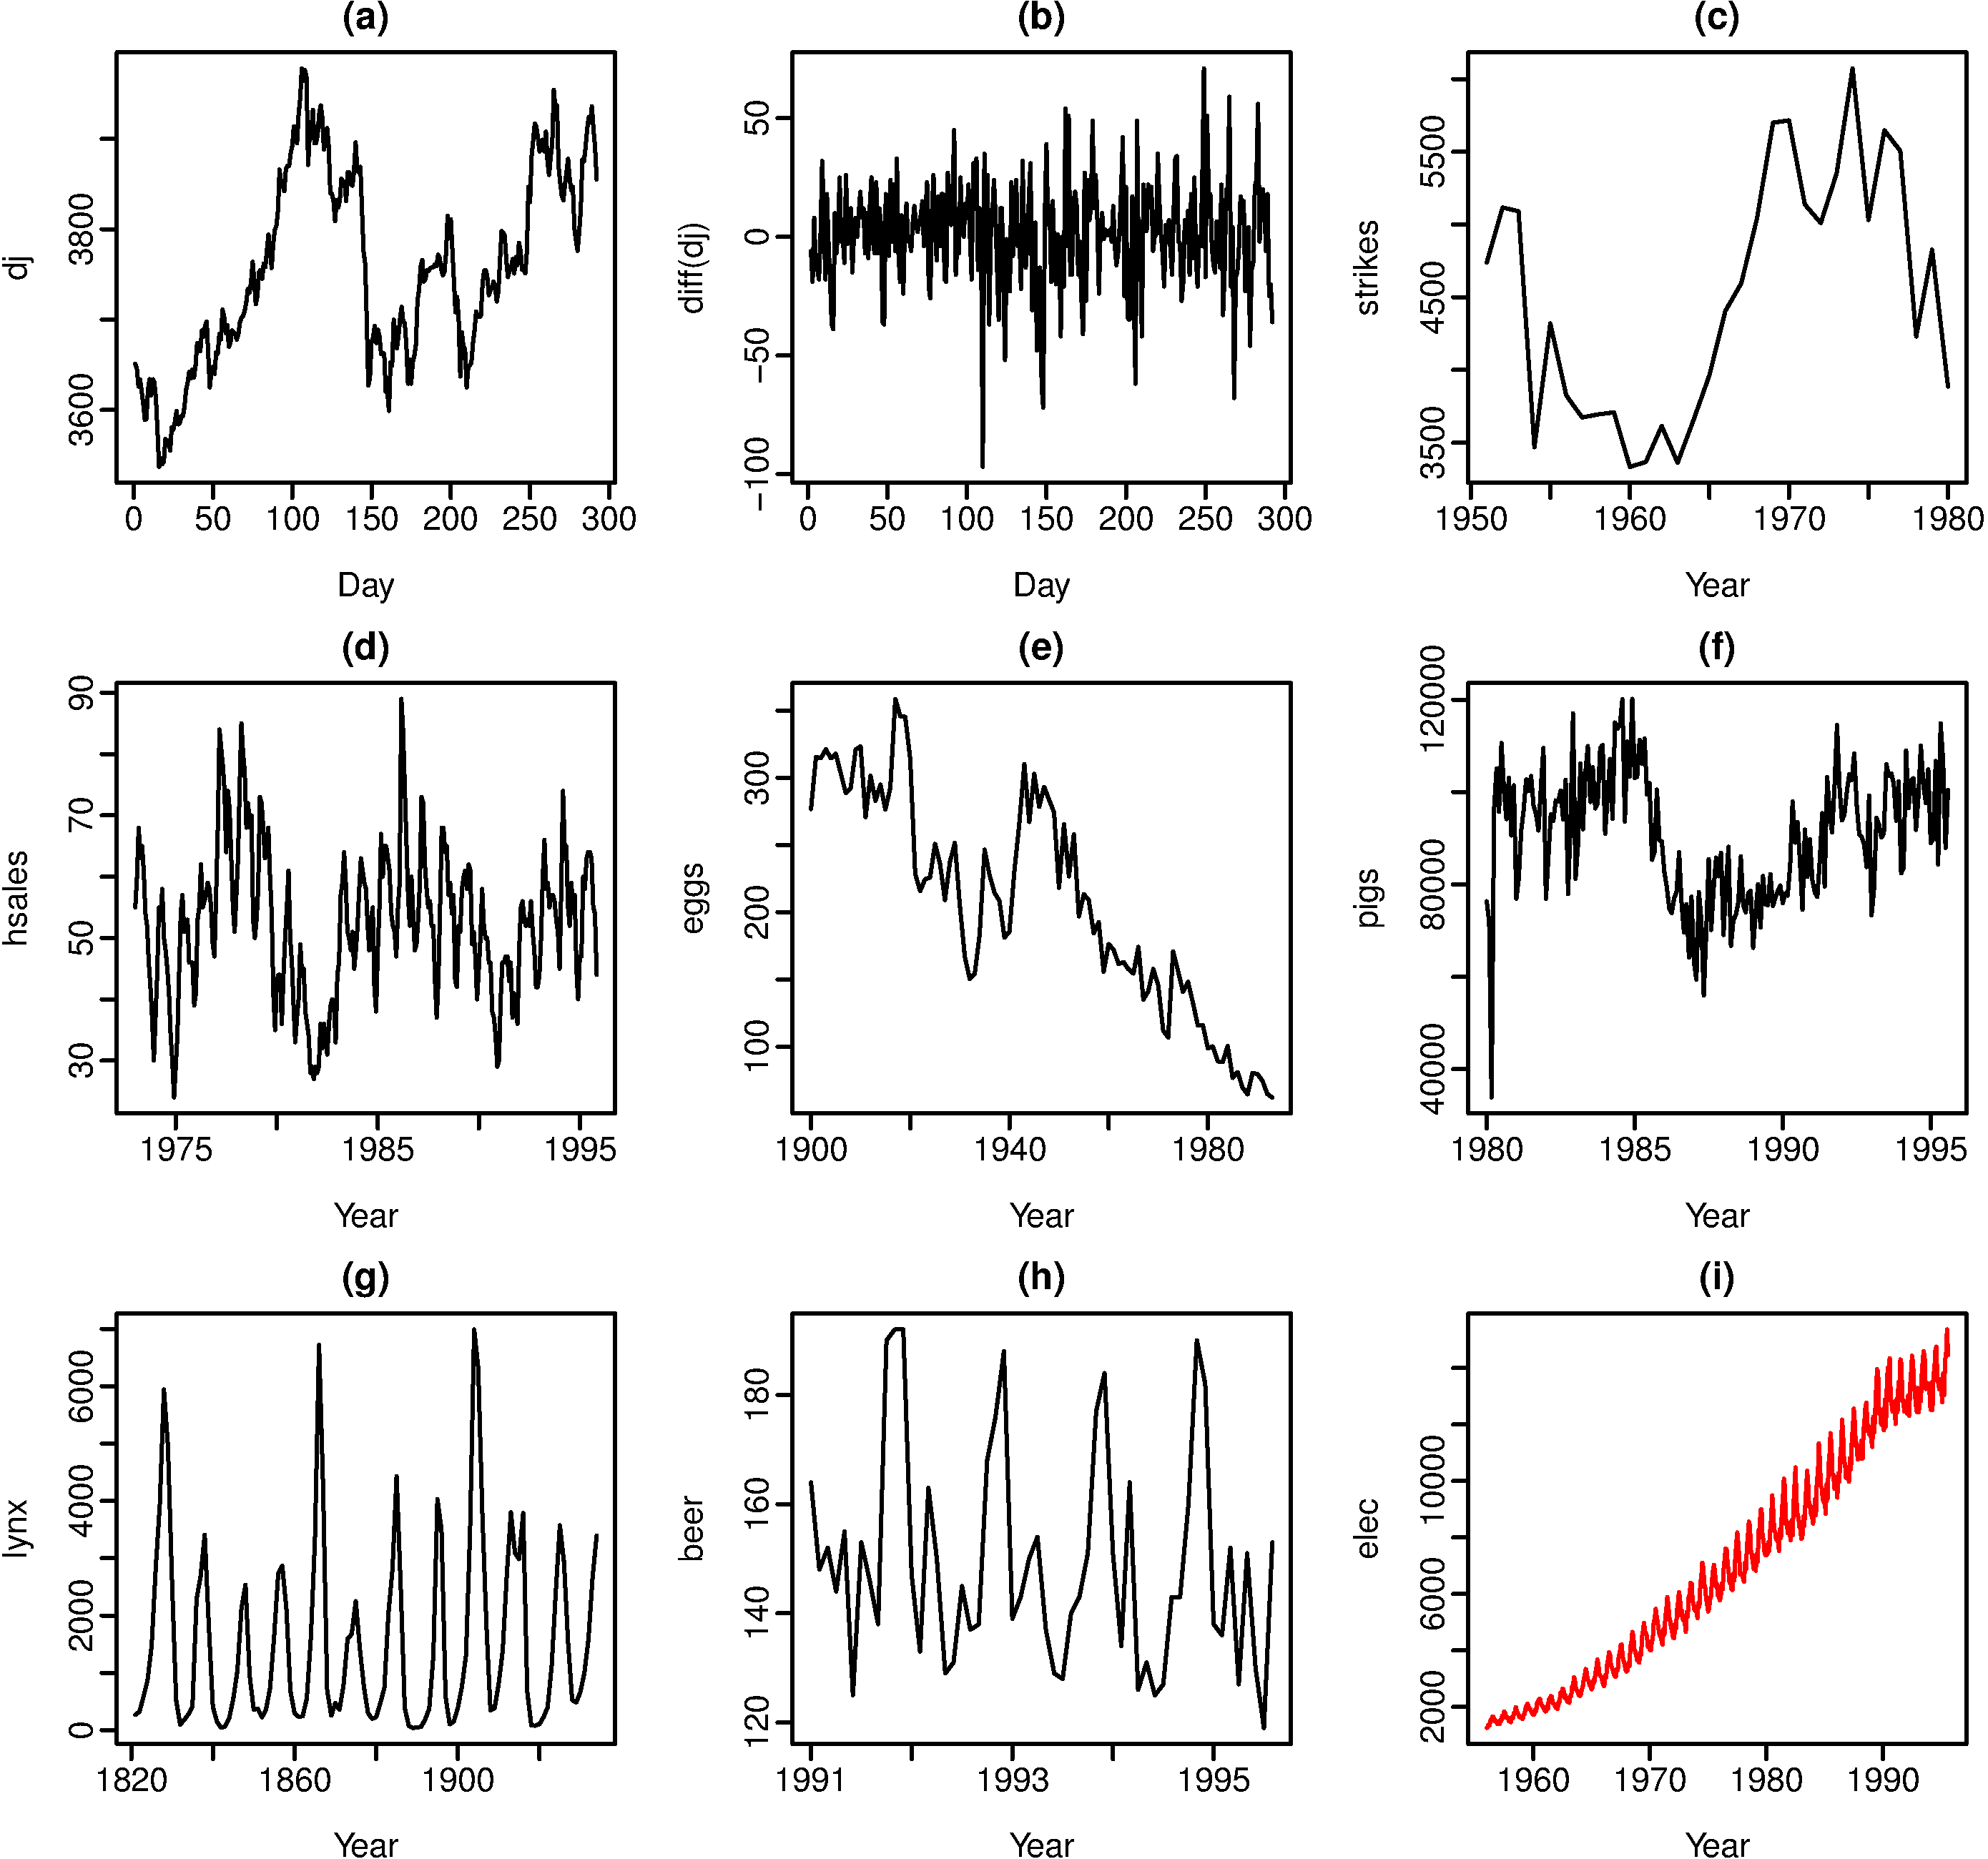 (a) (b) (c)
dj
3600 3800
0 50 100 150 200 250 300
Day
diff(dj)
−100 −50 0 50
0 50 100 150 200 250 300
Day
strikes
3500 4500 5500
1950 1960 1970 1980
Year
(d) (e) (f)
hsales
30 50 70 90
1975 1985 1995
Year
eggs
100 200 300
1900 1940 1980
Year
pigs
40000 80000 120000
1980 1985 1990 1995
Year
(g) (h) (i)
lynx
0 2000 4000 6000
1820 1860 1900
Year
beer
120 140 160 180
1991 1993 1995
Year
elec
2000 6000 10000
1960 1970 1980 1990
Year